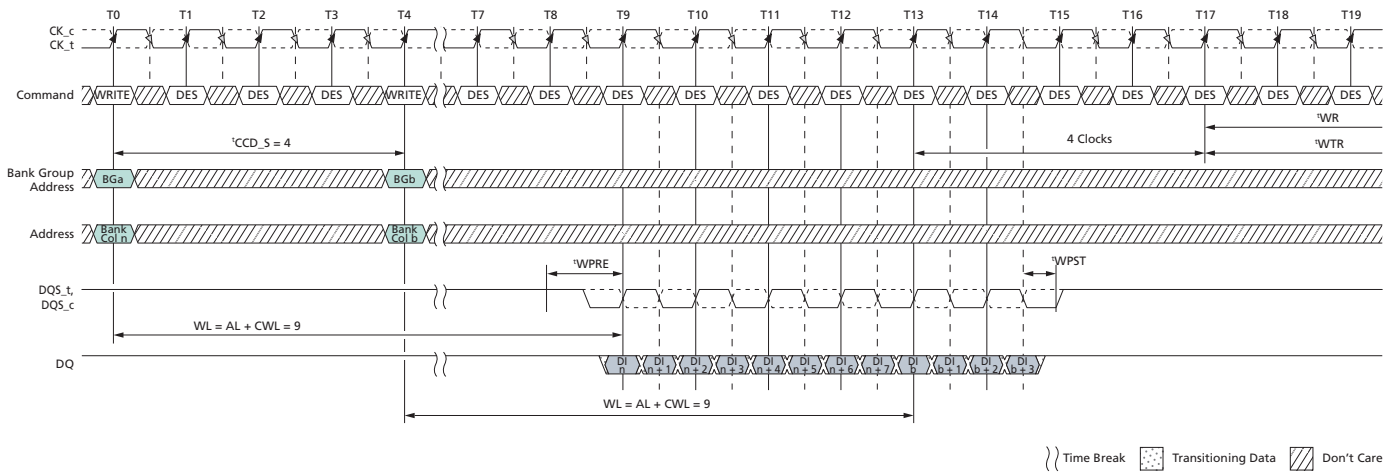 T0 T1 T2 T3 T4 T7 T8 T9 T10 T11 T12 T13 T14 T15 T16 T17 T18 T19
CK_c
CK_t
Command WRITE DES DES DES WRITE DES DES DES DES DES DES DES DES DES DES DES DES DES
tWR
tCCD_S = 4 4 Clocks tWTR
Bank Group
Address BGa BGb
Address Bank
Col n Bank
Col b
tWPRE tWPST
DQS_t,
DQS_c
WL = AL + CWL = 9
DQ DI
n DI
n + 1 DI
n + 2 DI
n + 3 DI
n + 4 DI
n + 5 DI
n + 6 DI
n + 7 DI
b DI
b + 1 DI
b + 2 DI
b + 3
WL = AL + CWL = 9
Time Break Transitioning Data Don't Care